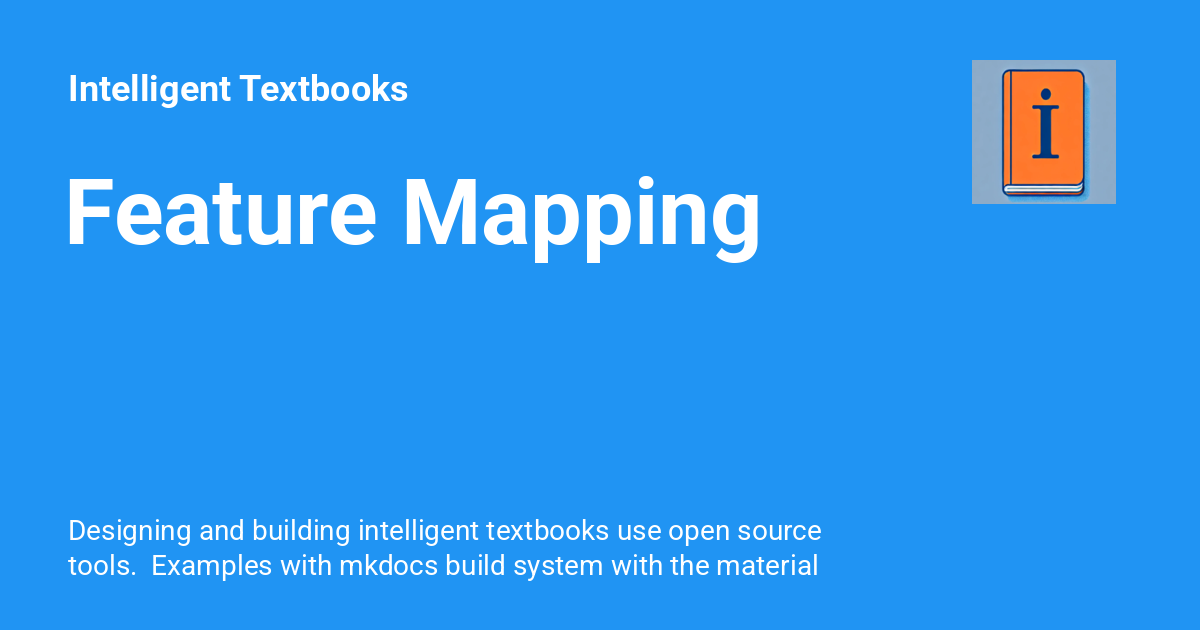 Intelligent Textbooks
i
Feature Mapping
Designing and building intelligent textbooks use open source
tools.  Examples with mkdocs build system with the material